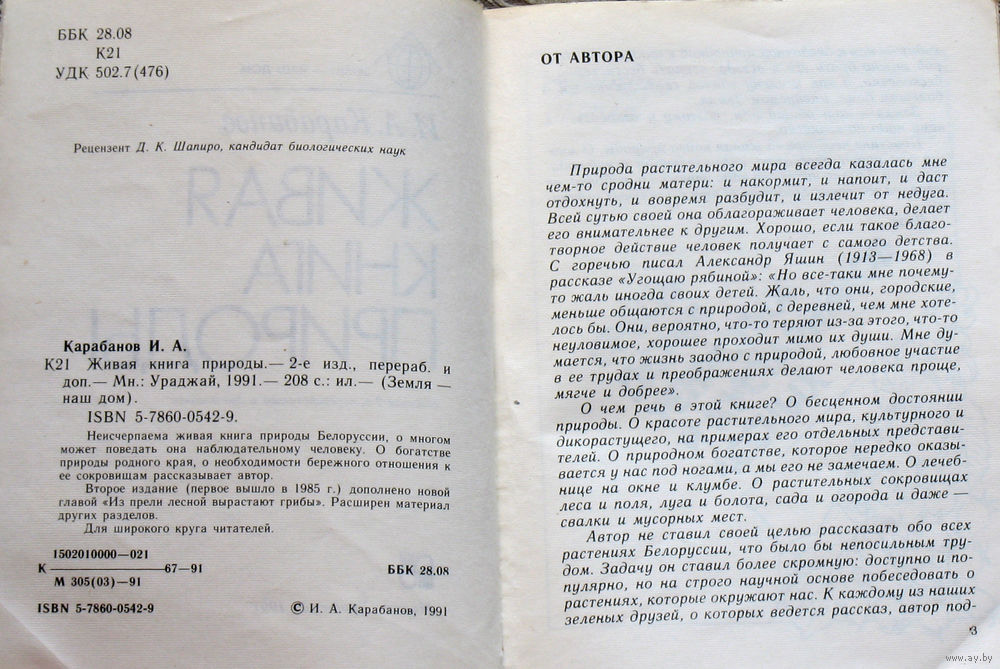 ББК 28.08
К21
УДК 502.7(476)
Рецензент Д. К. Шапиро, кандидат биологических наук
Карабанов И. А.
К21 Живая книга природы.— 2-е изд., перераб. и
доп.— Мн.: Ураджай, 1991.— 208 с.: ил.— (Земля —
наш дом).
ISBN 5-7860-0542-9.
Неисчерпаема живая книга природы Белоруссии, о многом
может поведать она наблюдательному человеку. О богатстве
природы родного края, о необходимости бережного отношения к
ее сокровищам рассказывает автор.
Второе издание (первое вышло в 1985 г.) дополнено новой
главой «Из прели лесной вырастают грибы». Расширен материал
других разделов.
Для широкого круга читателей.
1502010000—021
К 67—91
М 305(03)—91
ББК 28.08
ISBN 5-7860-0542-9
© И. А. Карабанов, 1991
ОТ АВТОРА
Природа растительного мира всегда казалась мне
чем-то сродни матери: и накормит, и напоит, и даст
отдохнуть, и вовремя разбудит, и излечит от недуга.
Всей сутью своей она облагораживает человека, делает
его внимательнее к другим. Хорошо, если такое благо-
творное действие человек получает с самого детства.
С горечью писал Александр Яшин (1913—1968) в
рассказе «Угощаю рябиной»: «Но все-таки мне почему-
то жаль иногда своих детей. Жаль, что они, городские,
меньше общаются с природой, с деревней, чем мне хоте-
лось бы. Они, вероятно, что-то теряют из-за этого, что-то
неуловимое, хорошее проходит мимо их души. Мне ду-
мается, что жизнь заодно с природой, любовное участие
в ее трудах и преображениях делают человека проще,
мягче и добрее».
О чем речь в этой книге? О бесценном достоянии
природы. О красоте растительного мира, культурного и
дикорастущего, на примерах его отдельных представи-
телей. О природном богатстве, которое нередко оказы-
вается у нас под ногами, а мы его не замечаем. О лечеб-
нице на окне и клумбе. О растительных сокровищах
леса и поля, луга и болота, сада и огорода и даже —
свалки и мусорных мест.
Автор не ставил своей целью рассказать обо всех
растениях Белоруссии, что было бы непосильным тру-
дом. Задачу он ставил более скромную: доступно и по-
пулярно, но на строго научной основе побеседовать о
растениях, которые окружают нас. К каждому из наших
зеленых друзей, о которых ведется рассказ, автор под-
3
www.ay.by